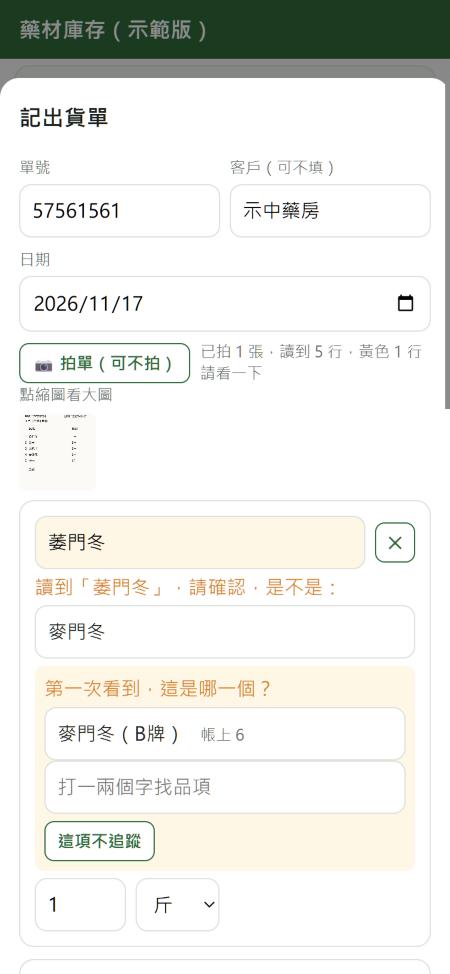 藥材庫存（示範版）
記出貨單
單號
客戶（可不填）
57561561
示中藥房
日期
2026/11/17
拍單（可不拍）
已拍 1 張，讀到 5 行，黃色 1 行
請看一下
點縮圖看大圖
萎門冬
讀到「萎門冬」，請確認，是不是：
麥門冬
第一次看到，這是哪一個？
麥門冬（B牌） 帳上 6
打一兩個字找品項
這項不追蹤
1
斤